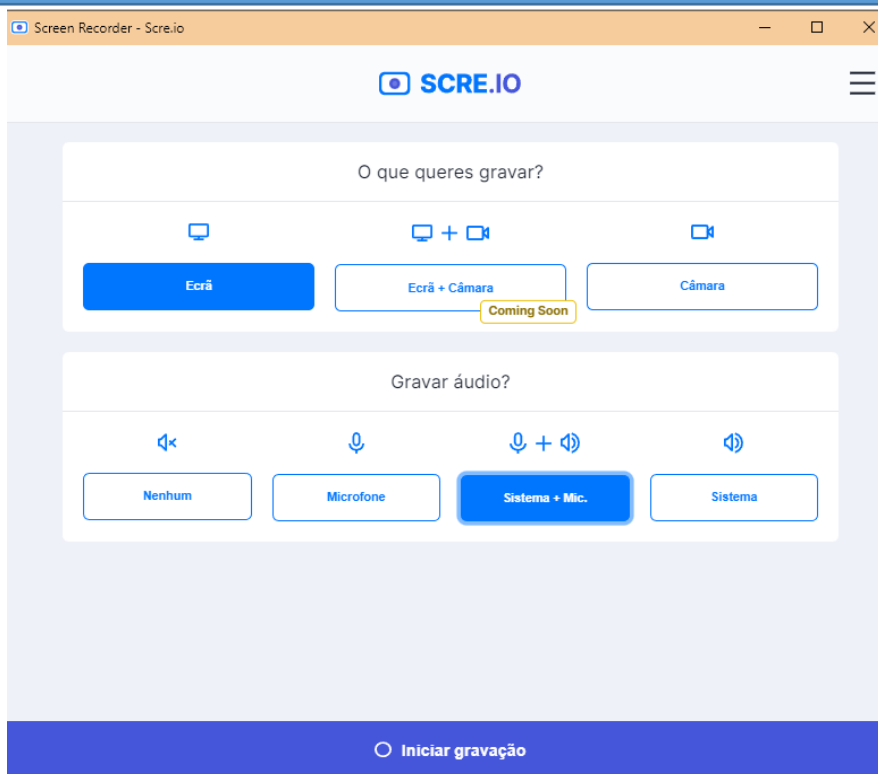 Screen Recorder - Scre.io
SCRE.IO
O que queres gravar?
Ecrã
Ecrã + Câmara
Câmara
Coming Soon
Gravar áudio?
Nenhum
Microfone
Sistema + Mic.
Sistema
Iniciar gravação